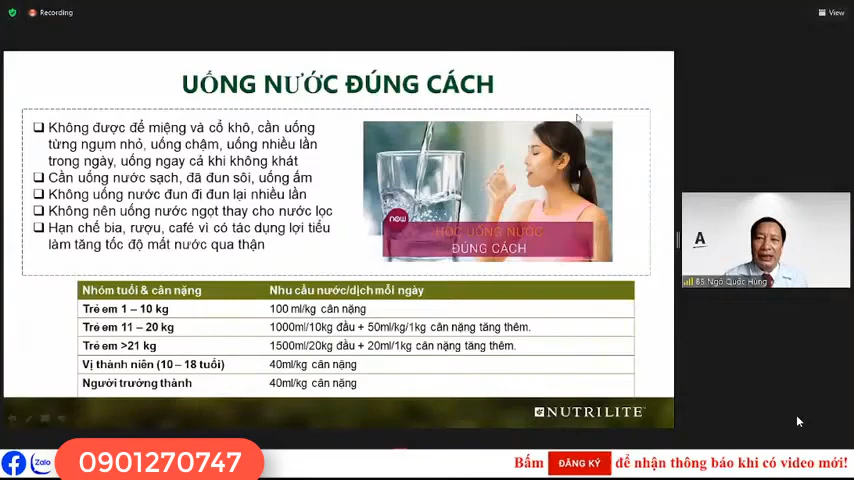 Recording
View
UỐNG NƯỚC ĐÚNG CÁCH
Không được để miệng và cổ khô, cần uống
từng ngụm nhỏ, uống chậm, uống nhiều lần
trong ngày, uống ngay cả khi không khát
Cần uống nước sạch, đã đun sôi, uống ấm
Không uống nước đun đi đun lại nhiều lần
Không nên uống nước ngọt thay cho nước lọc
Hạn chế bia, rượu, café vì có tác dụng lợi tiểu
làm tăng tốc độ mất nước qua thận
now
HỌC UỐNG NƯỚC
ĐÚNG CÁCH
A
BS Ngô Quốc Hùng
Nhóm tuổi & cân nặng Nhu cầu nước/dịch mỗi ngày
Trẻ em 1 – 10 kg 100 ml/kg cân nặng
Trẻ em 11 – 20 kg 1000ml/10kg đầu + 50ml/kg/1kg cân nặng tăng thêm.
Trẻ em >21 kg 1500ml/20kg đầu + 20ml/1kg cân nặng tăng thêm.
Vị thành niên (10 – 18 tuổi) 40ml/kg cân nặng
Người trưởng thành 40ml/kg cân nặng
NUTRILITE
Zalo
0901270747
Bấm ĐĂNG KÝ để nhận thông báo khi có video mới!